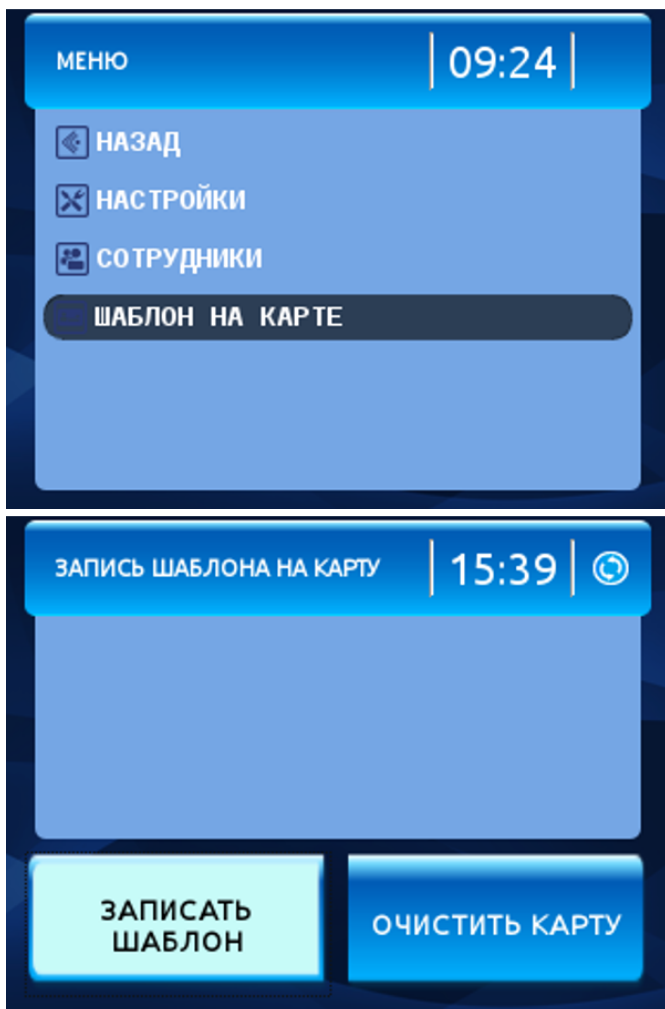 МЕНЮ
09:24
НАЗАД
НАСТРОЙКИ
СОТРУДНИКИ
ШАБЛОН НА КАРТЕ
ЗАПИСЬ ШАБЛОНА НА КАРТУ
15:39
ЗАПИСАТЬ
ШАБЛОН
ОЧИСТИТЬ КАРТУ